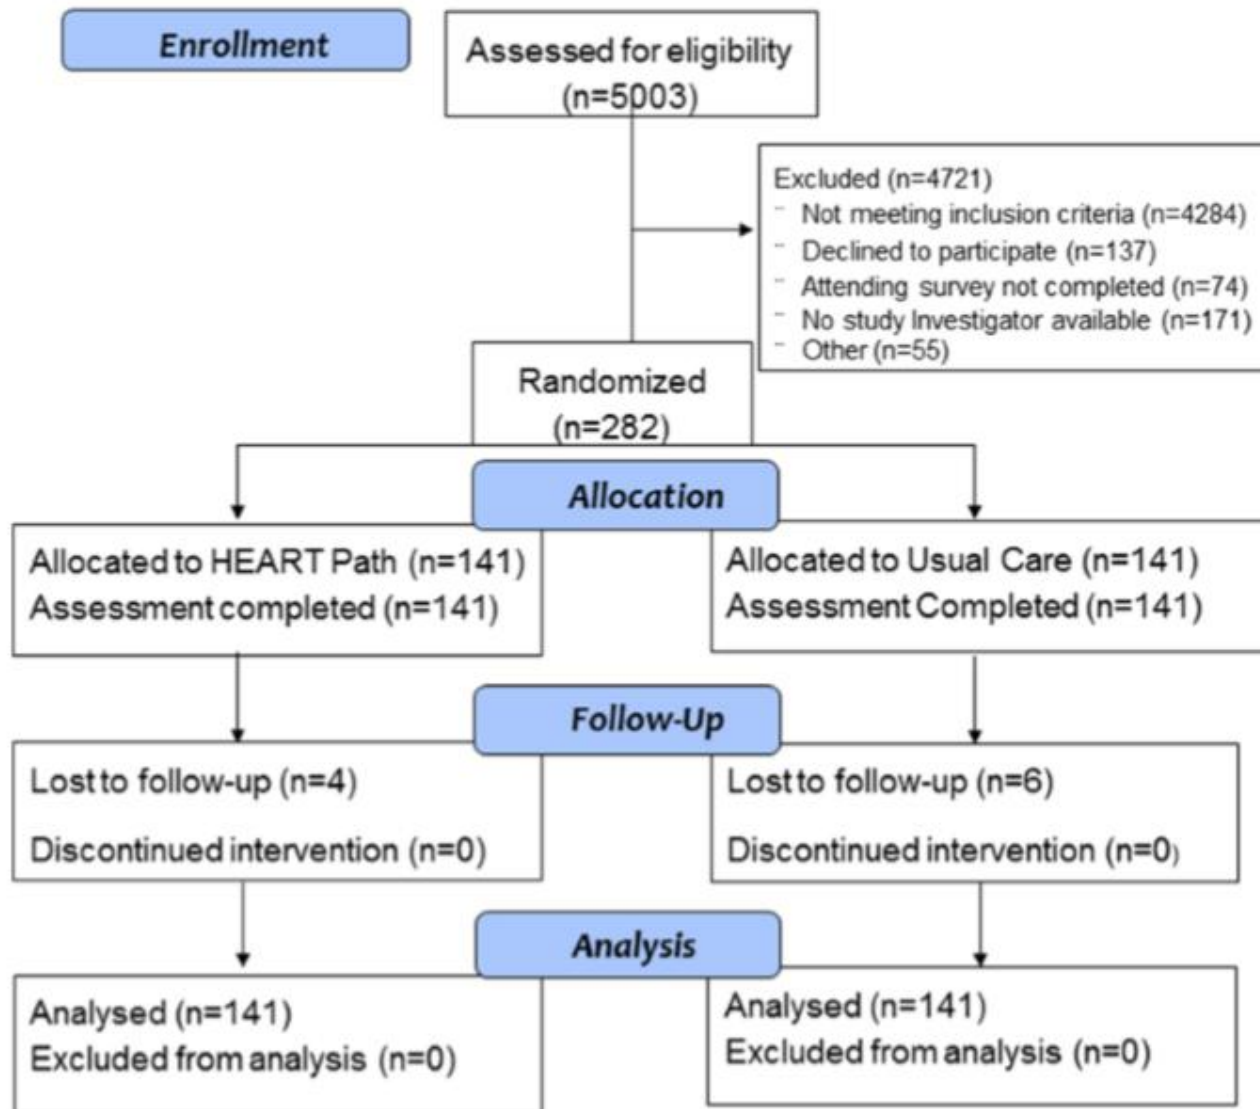 Enrollment
Assessed for eligibility
(n=5003)
Excluded (n=4721)
¨ Not meeting inclusion criteria (n=4284)
¨ Declined to participate (n=137)
¨ Attending survey not completed (n=74)
¨ No study Investigator available (n=171)
¨ Other (n=55)
Randomized
(n=282)
Allocation
Allocated to HEART Path (n=141)
Assessment completed (n=141)
Allocated to Usual Care (n=141)
Assessment Completed (n=141)
Follow-Up
Lost to follow-up (n=4)
Discontinued intervention (n=0)
Lost to follow-up (n=6)
Discontinued intervention (n=0)
Analysis
Analysed (n=141)
Excluded from analysis (n=0)
Analysed (n=141)
Excluded from analysis (n=0)